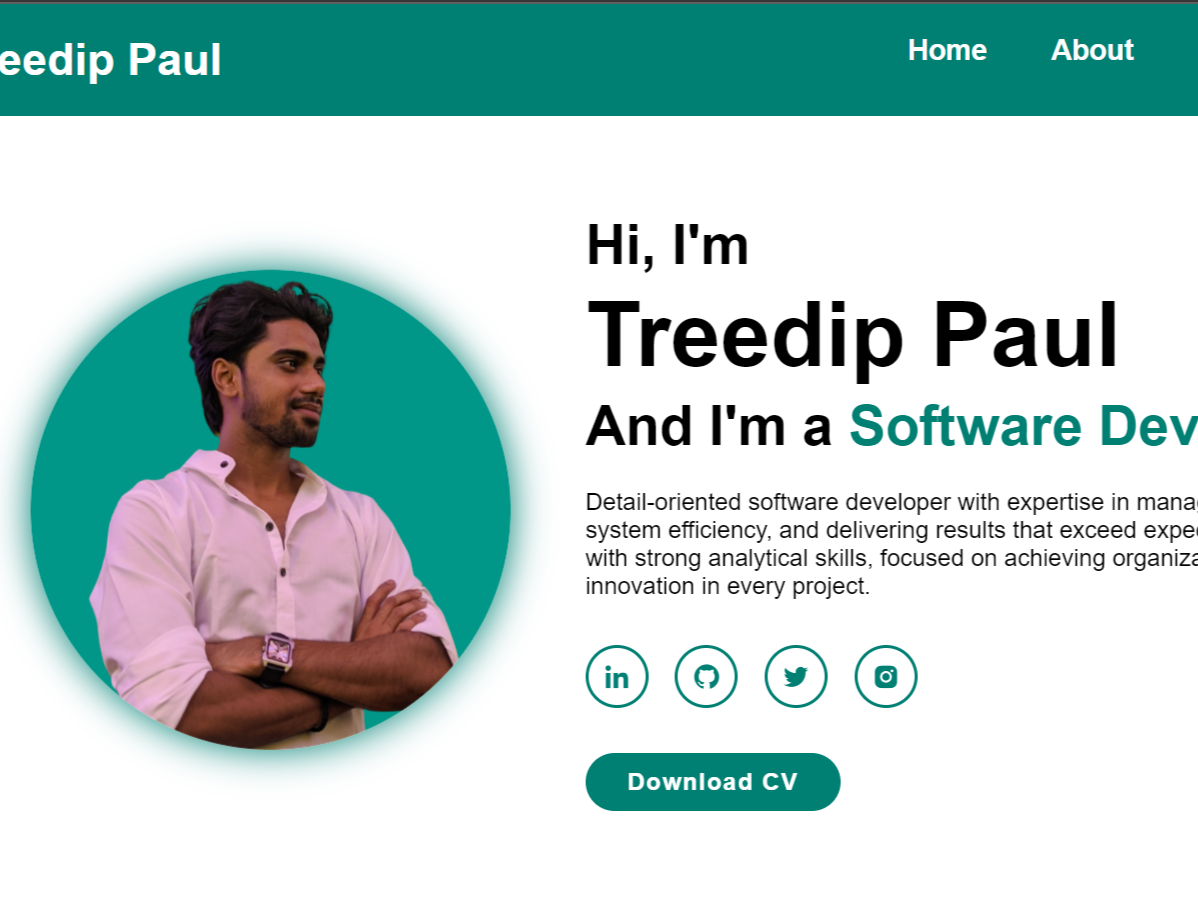 eedip Paul
Home About
Hi, I'm
Treedip Paul
And I'm a Software Dev
Detail-oriented software developer with expertise in manag
system efficiency, and delivering results that exceed expec
with strong analytical skills, focused on achieving organiza
innovation in every project.
in
Download CV